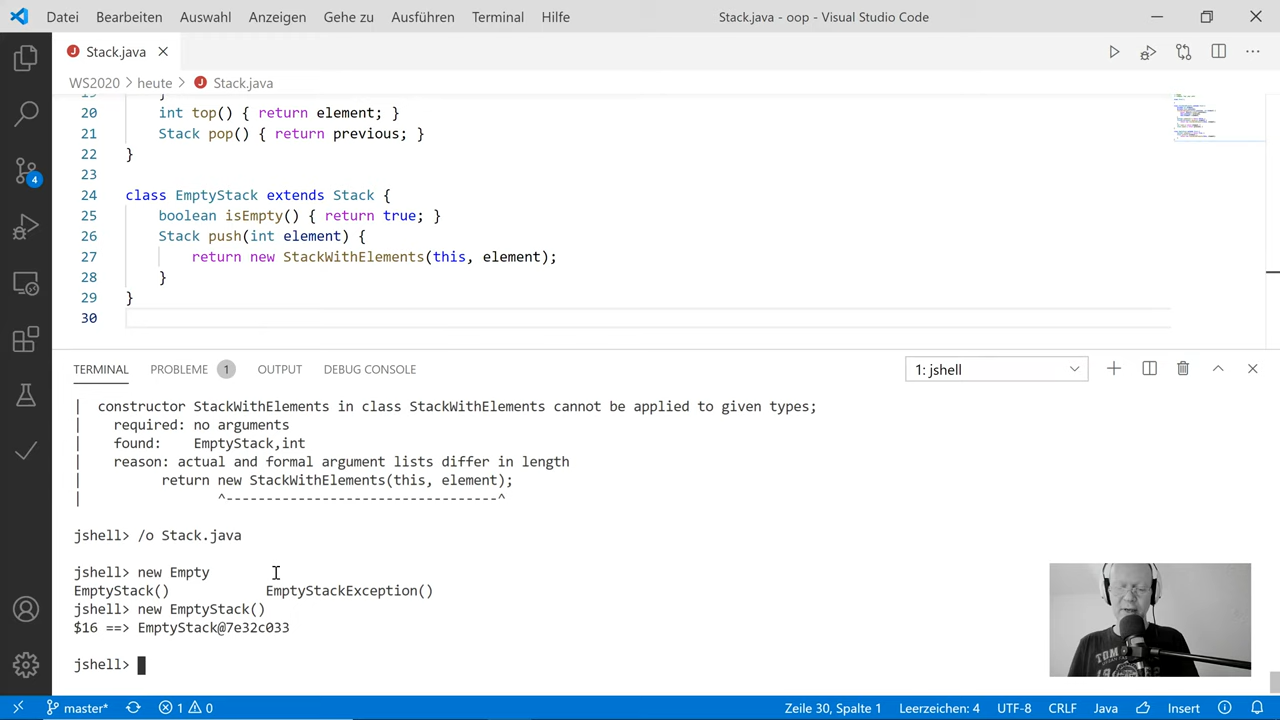 Datei Bearbeiten Auswahl Anzeigen Gehe zu Ausführen Terminal Hilfe Stack.java - oop - Visual Studio Code
Stack.java
WS2020 > heute > Stack.java
20 int top() { return element; }
21 Stack pop() { return previous; }
22 }
23
24 class EmptyStack extends Stack {
25 boolean isEmpty() { return true; }
26 Stack push(int element) {
27 return new StackWithElements(this, element);
28 }
29 }
30
4
TERMINAL PROBLEME 1 OUTPUT DEBUG CONSOLE 1: jshell
| constructor StackWithElements in class StackWithElements cannot be applied to given types;
| required: no arguments
| found: EmptyStack,int
| reason: actual and formal argument lists differ in length
| return new StackWithElements(this, element);
| ^---------------------------------^
jshell> /o Stack.java
jshell> new Empty
EmptyStack() EmptyStackException()
jshell> new EmptyStack()
$16 ==> EmptyStack@7e32c033
jshell>
master* 1 0 Zeile 30, Spalte 1 Leerzeichen: 4 UTF-8 CRLF Java Insert